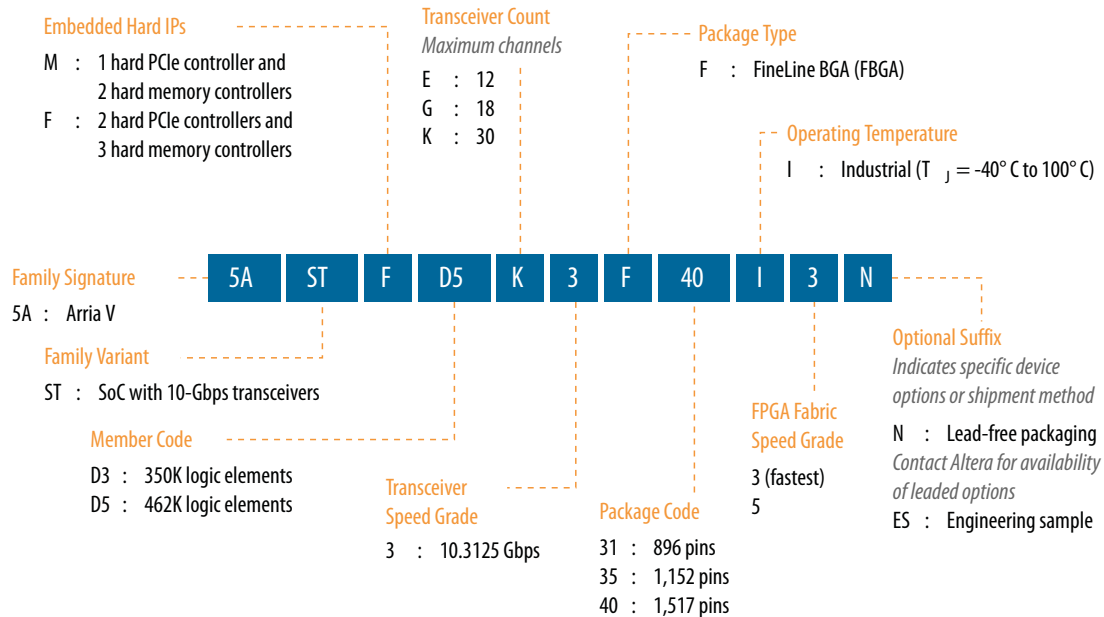 Embedded Hard IPs
M : 1 hard PCIe controller and
2 hard memory controllers
F : 2 hard PCIe controllers and
3 hard memory controllers
Transceiver Count
Maximum channels
E : 12
G : 18
K : 30
Package Type
F : FineLine BGA (FBGA)
Operating Temperature
I : Industrial (T J = -40° C to 100° C)
Family Signature
5A : Arria V
5A ST F D5 K 3 F 40 I 3 N
Family Variant
ST : SoC with 10-Gbps transceivers
Member Code
D3 : 350K logic elements
D5 : 462K logic elements
Transceiver
Speed Grade
3 : 10.3125 Gbps
Package Code
31 : 896 pins
35 : 1,152 pins
40 : 1,517 pins
FPGA Fabric
Speed Grade
3 (fastest)
5
Optional Suffix
Indicates specific device
options or shipment method
N : Lead-free packaging
Contact Altera for availability
of leaded options
ES : Engineering sample